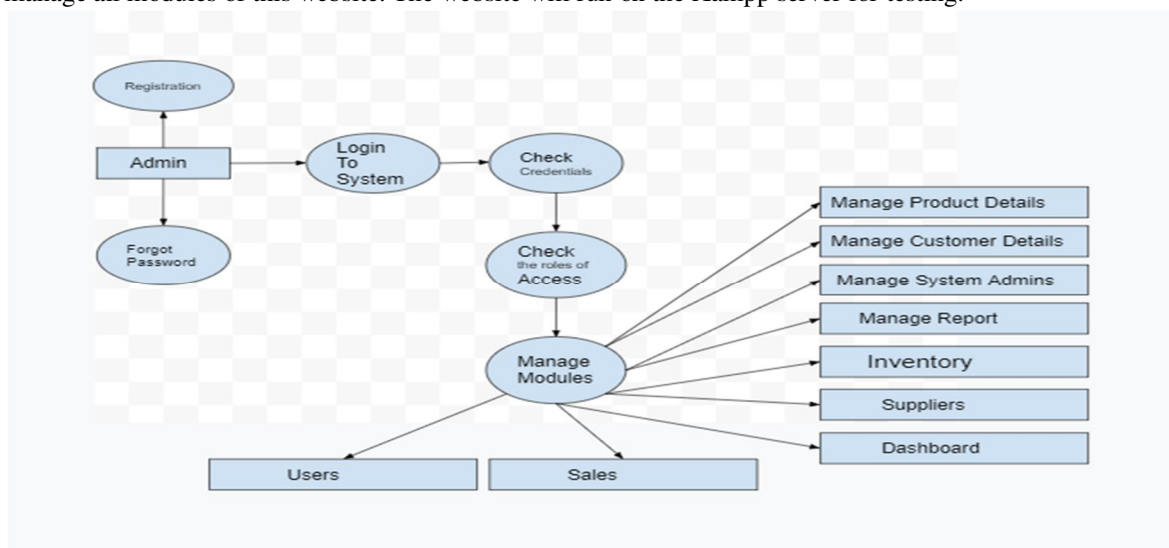 manage all modules of this website. The website will run on the Xampp server for testing.
Registration
Admin
Login
To
System
Check
Credentials
Forgot
Password
Check
the roles of
Access
Manage
Modules
Manage Product Details
Manage Customer Details
Manage System Admins
Manage Report
Inventory
Suppliers
Dashboard
Users
Sales